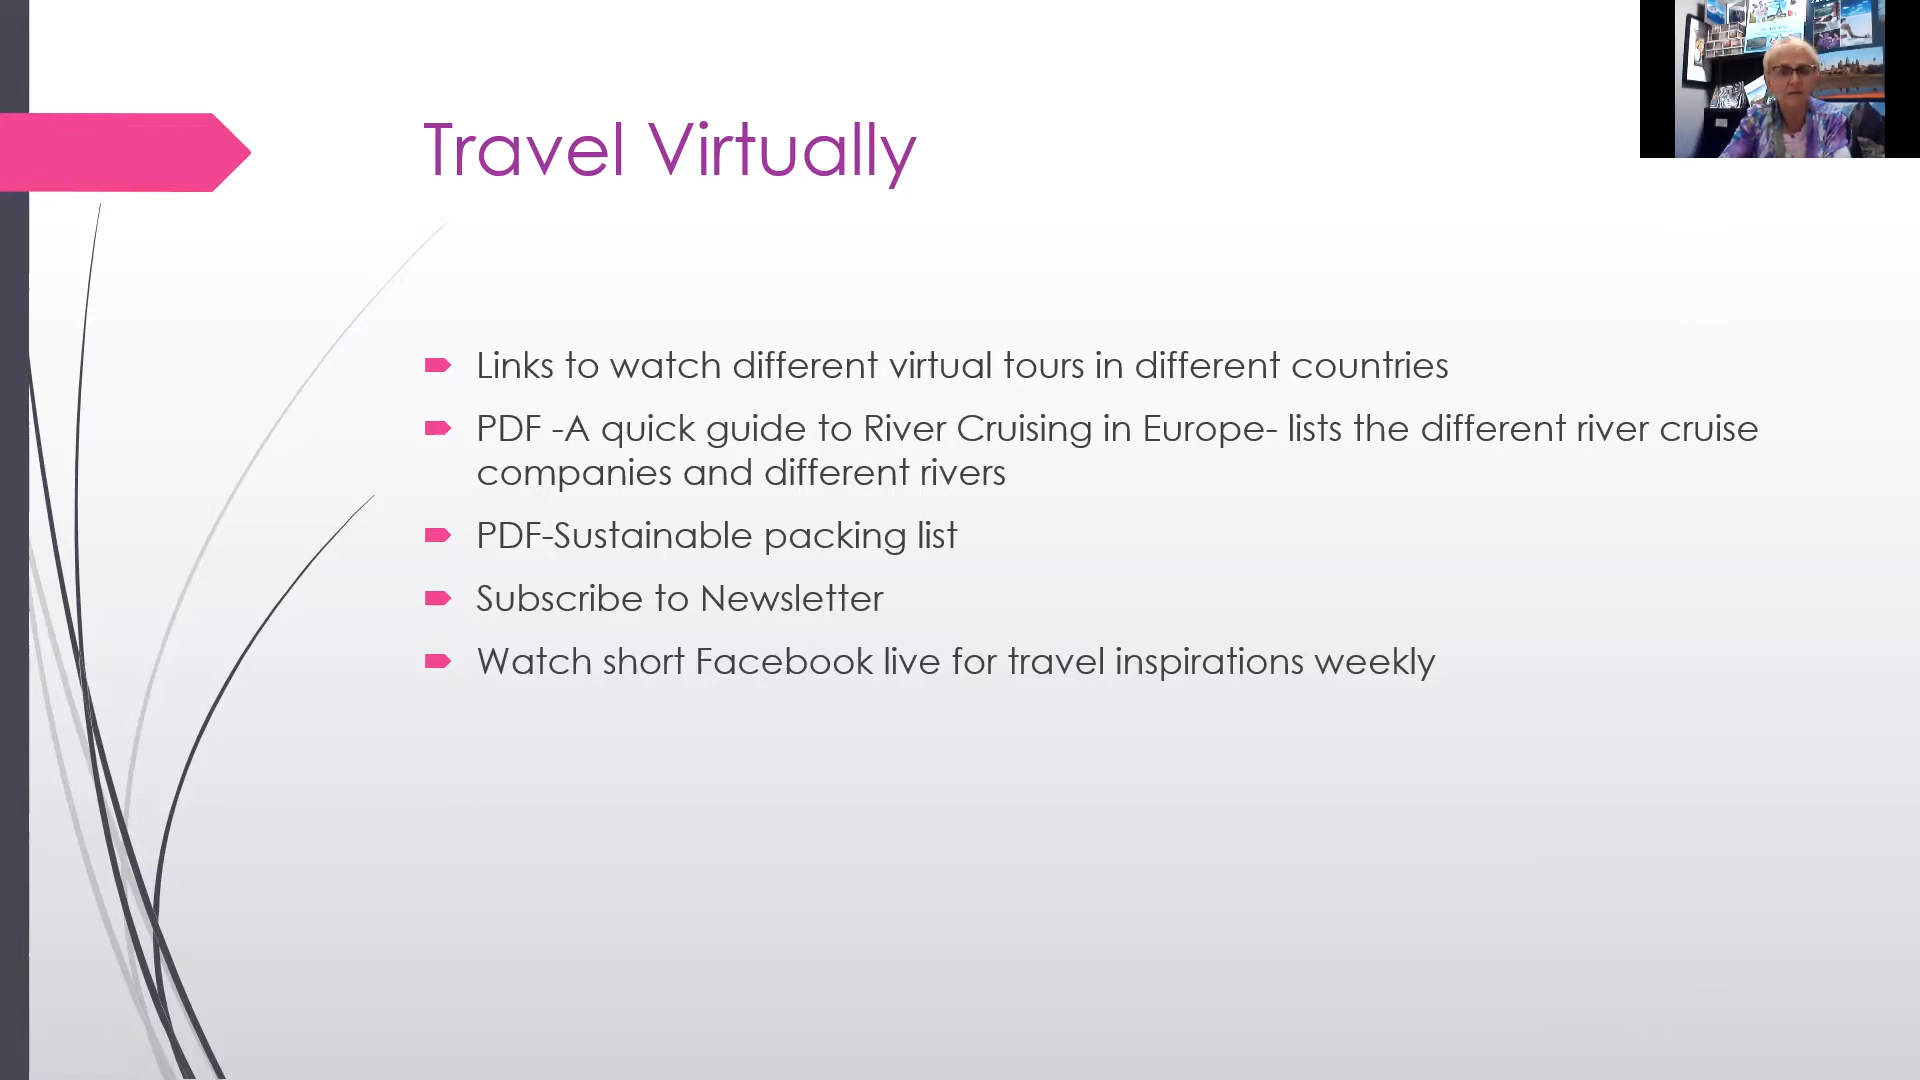 Travel Virtually
Links to watch different virtual tours in different countries
PDF -A quick guide to River Cruising in Europe- lists the different river cruise
companies and different rivers
PDF-Sustainable packing list
Subscribe to Newsletter
Watch short Facebook live for travel inspirations weekly